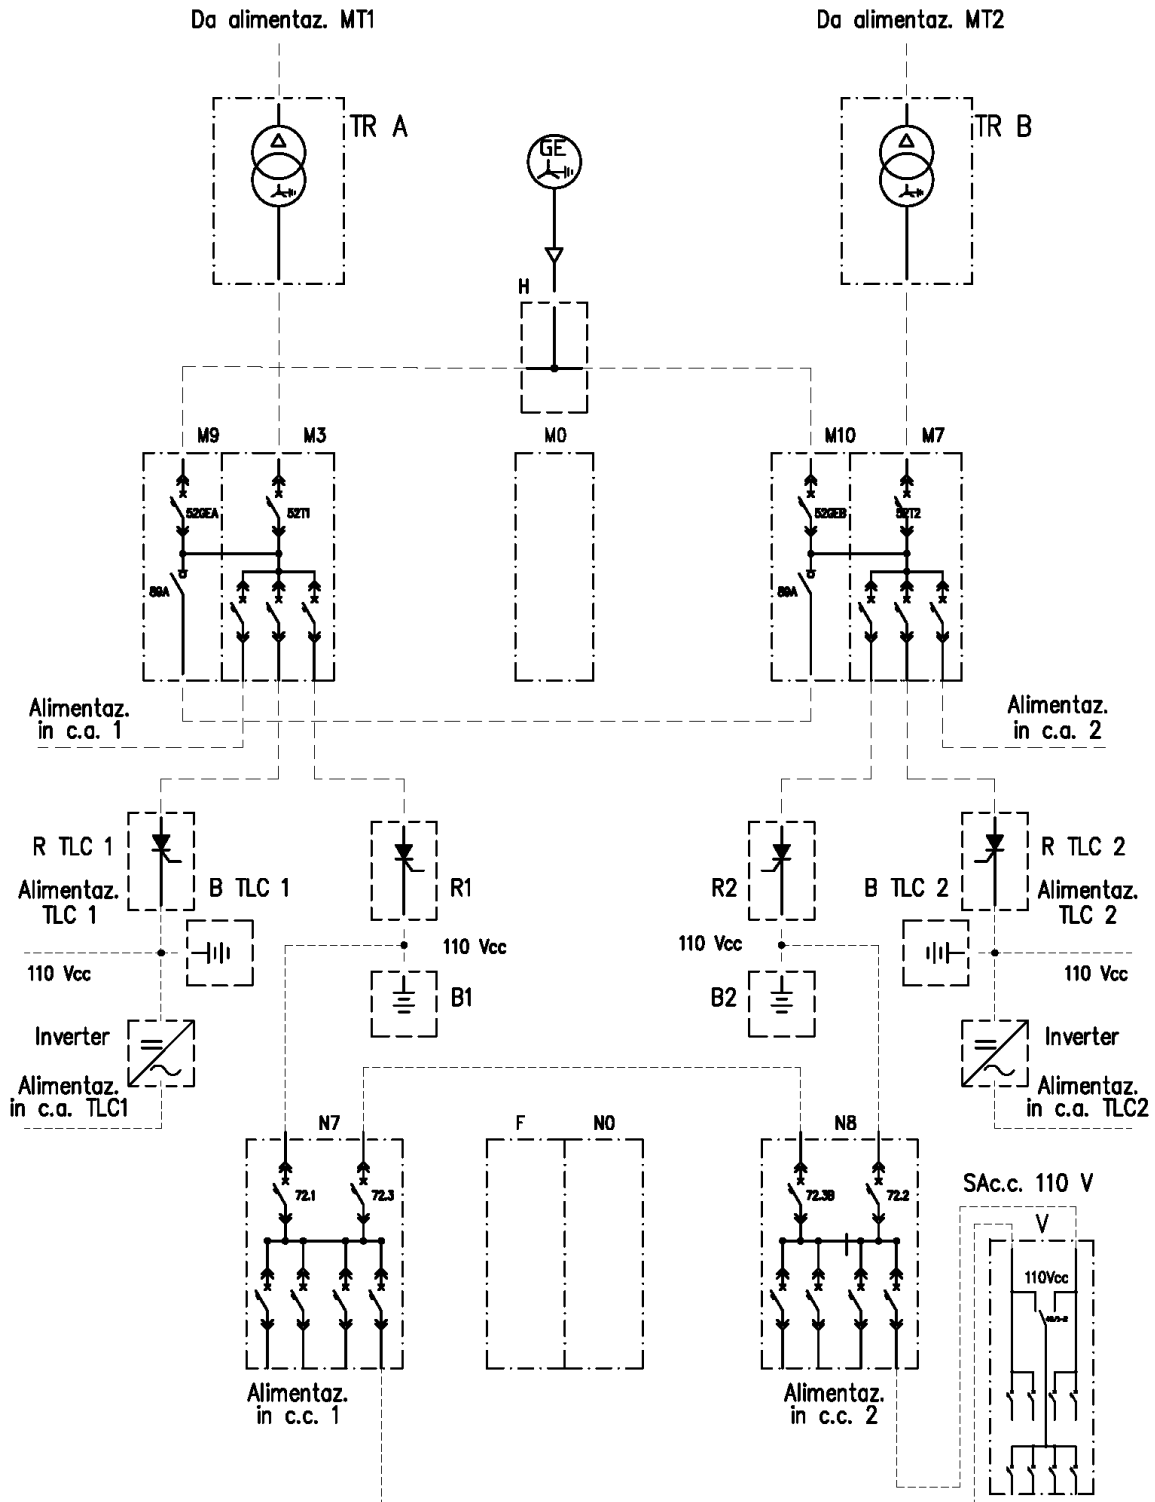 Da alimentaz. MT1
Da alimentaz. MT2
TR A
GE
TR B
H
M9
M3
M0
M10
M7
52GEA
52T1
52GEB
52T2
89A
89A
Alimentaz.
in c.a. 1
Alimentaz.
in c.a. 2
R TLC 1
B TLC 1
Alimentaz.
TLC 1
R1
R2
B TLC 2
R TLC 2
Alimentaz.
TLC 2
110 Vcc
110 Vcc
110 Vcc
110 Vcc
B1
B2
Inverter
Inverter
Alimentaz.
in c.a. TLC1
Alimentaz.
in c.a. TLC2
N7
F
N0
N8
72.1
72.3
72.3B
72.2
SAc.c. 110 V
V
110Vcc
Alimentaz.
in c.c. 1
Alimentaz.
in c.c. 2